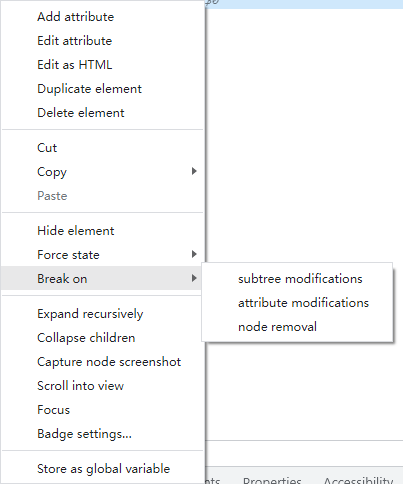 Add attribute
Edit attribute
Edit as HTML
Duplicate element
Delete element
Cut
Copy
Paste
Hide element
Force state
Break on
subtree modifications
attribute modifications
node removal
Expand recursively
Collapse children
Capture node screenshot
Scroll into view
Focus
Badge settings...
Store as global variable
Properties
Accessibility